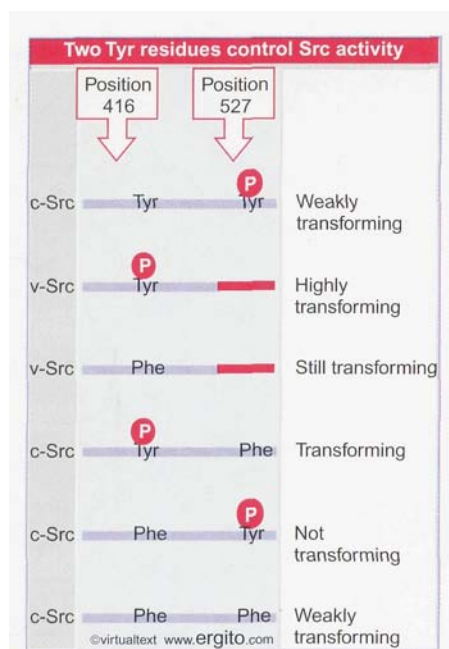 Two Tyr residues control Src activity
Position
416
Position
527
P
c-Src Tyr Tyr Weakly
transforming
P
v-Src Tyr Highly
transforming
v-Src Phe Still transforming
P
c-Src Tyr Phe Transforming
P
c-Src Phe Tyr Not
transforming
c-Src Phe Phe Weakly
transforming
©virtualtext www.ergito.com